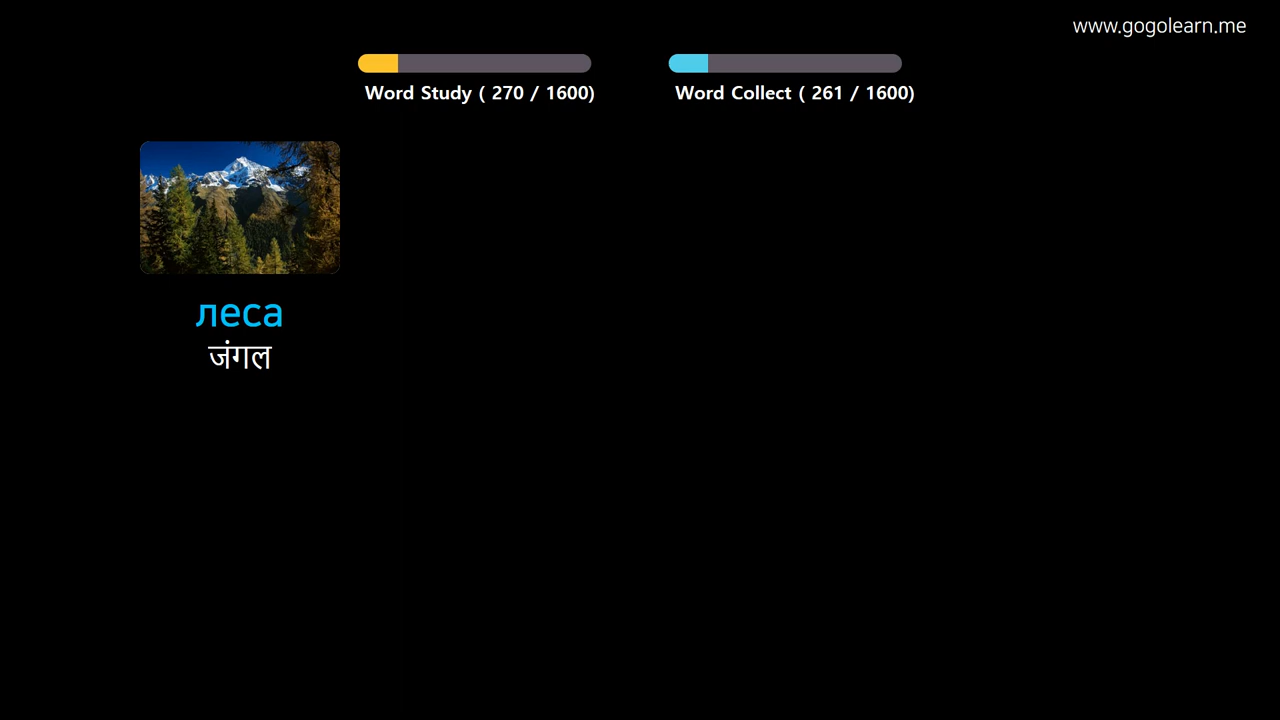 www.gogolearn.me
Word Study ( 270 / 1600)
Word Collect ( 261 / 1600)
леса
जंगल